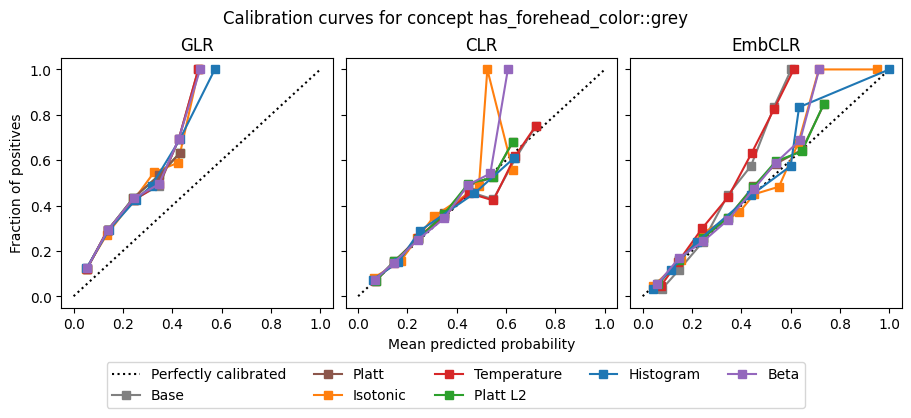 Calibration curves for concept has_forehead_color::grey
GLR
CLR
EmbCLR
Fraction of positives
1.0
0.8
0.6
0.4
0.2
0.0
0.0 0.2 0.4 0.6 0.8 1.0
0.0 0.2 0.4 0.6 0.8 1.0
0.0 0.2 0.4 0.6 0.8 1.0
Mean predicted probability
Perfectly calibrated Platt Temperature Histogram Beta
Base Isotonic Platt L2